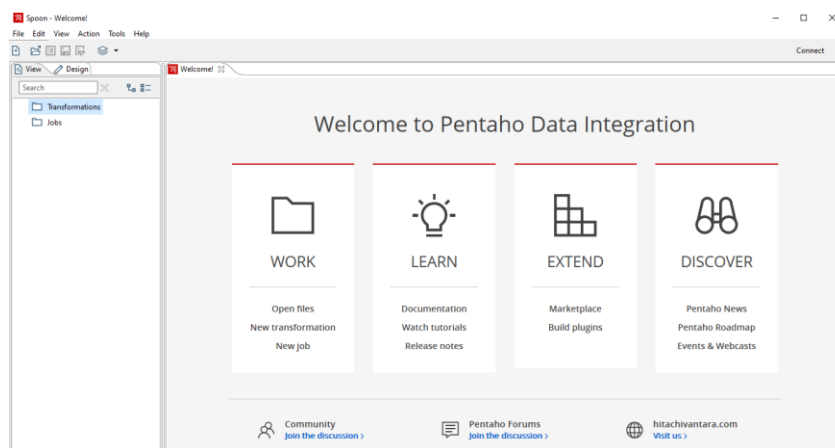 Spoon - Welcome!
File Edit View Action Tools Help
Connect
View Design
Welcome!
Search
Transformations
Jobs
Welcome to Pentaho Data Integration
WORK
Open files
New transformation
New job
LEARN
Documentation
Watch tutorials
Release notes
EXTEND
Marketplace
Build plugins
DISCOVER
Pentaho News
Pentaho Roadmap
Events & Webcasts
Community
Join the discussion >
Pentaho Forums
Join the discussion >
hitachivantara.com
Visit us >